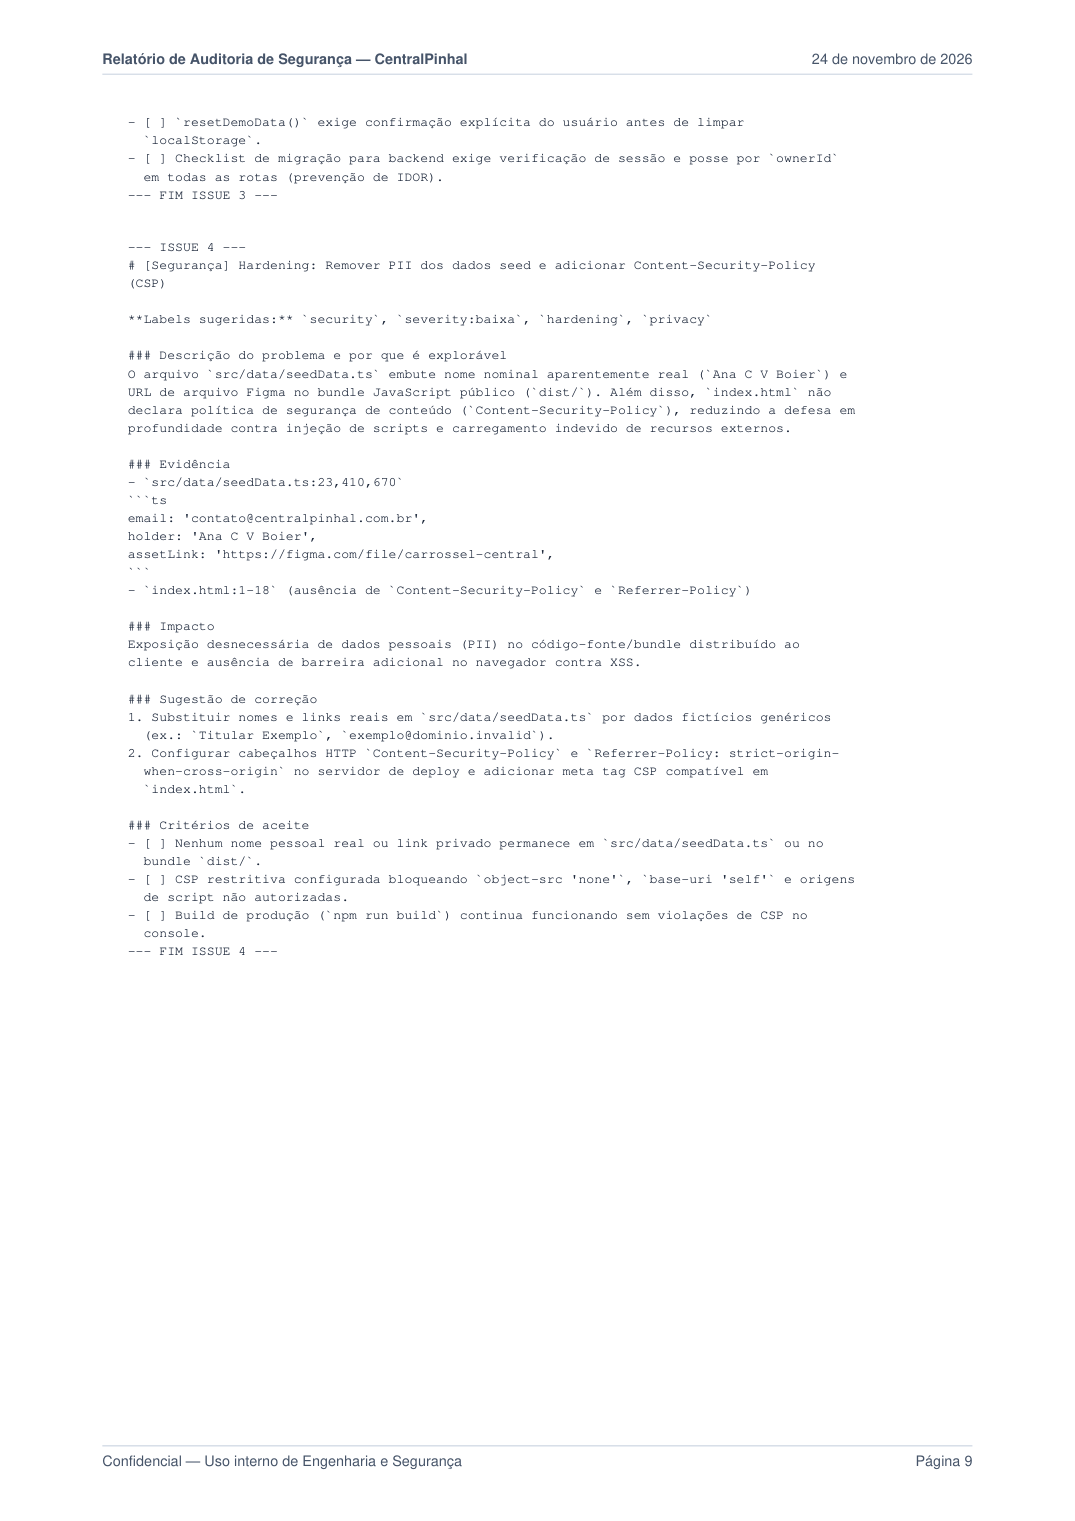 Relatório de Auditoria de Segurança — CentralPinhal
24 de novembro de 2026
- [ ] `resetDemoData()` exige confirmação explícita do usuário antes de limpar
`localStorage`.
- [ ] Checklist de migração para backend exige verificação de sessão e posse por `ownerId`
em todas as rotas (prevenção de IDOR).
--- FIM ISSUE 3 ---
--- ISSUE 4 ---
# [Segurança] Hardening: Remover PII dos dados seed e adicionar Content-Security-Policy
(CSP)
**Labels sugeridas:** `security`, `severity:baixa`, `hardening`, `privacy`
### Descrição do problema e por que é explorável
O arquivo `src/data/seedData.ts` embute nome nominal aparentemente real (`Ana C V Boier`) e
URL de arquivo Figma no bundle JavaScript público (`dist/`). Além disso, `index.html` não
declara política de segurança de conteúdo (`Content-Security-Policy`), reduzindo a defesa em
profundidade contra injeção de scripts e carregamento indevido de recursos externos.
### Evidência
- `src/data/seedData.ts:23,410,670`
```ts
email: 'contato@centralpinhal.com.br',
holder: 'Ana C V Boier',
assetLink: 'https://figma.com/file/carrossel-central',
```
- `index.html:1-18` (ausência de `Content-Security-Policy` e `Referrer-Policy`)
### Impacto
Exposição desnecessária de dados pessoais (PII) no código-fonte/bundle distribuído ao
cliente e ausência de barreira adicional no navegador contra XSS.
### Sugestão de correção
1. Substituir nomes e links reais em `src/data/seedData.ts` por dados fictícios genéricos
(ex.: `Titular Exemplo`, `exemplo@dominio.invalid`).
2. Configurar cabeçalhos HTTP `Content-Security-Policy` e `Referrer-Policy: strict-origin-
when-cross-origin` no servidor de deploy e adicionar meta tag CSP compatível em
`index.html`.
### Critérios de aceite
- [ ] Nenhum nome pessoal real ou link privado permanece em `src/data/seedData.ts` ou no
bundle `dist/`.
- [ ] CSP restritiva configurada bloqueando `object-src 'none'`, `base-uri 'self'` e origens
de script não autorizadas.
- [ ] Build de produção (`npm run build`) continua funcionando sem violações de CSP no
console.
--- FIM ISSUE 4 ---
Confidencial — Uso interno de Engenharia e Segurança
Página 9